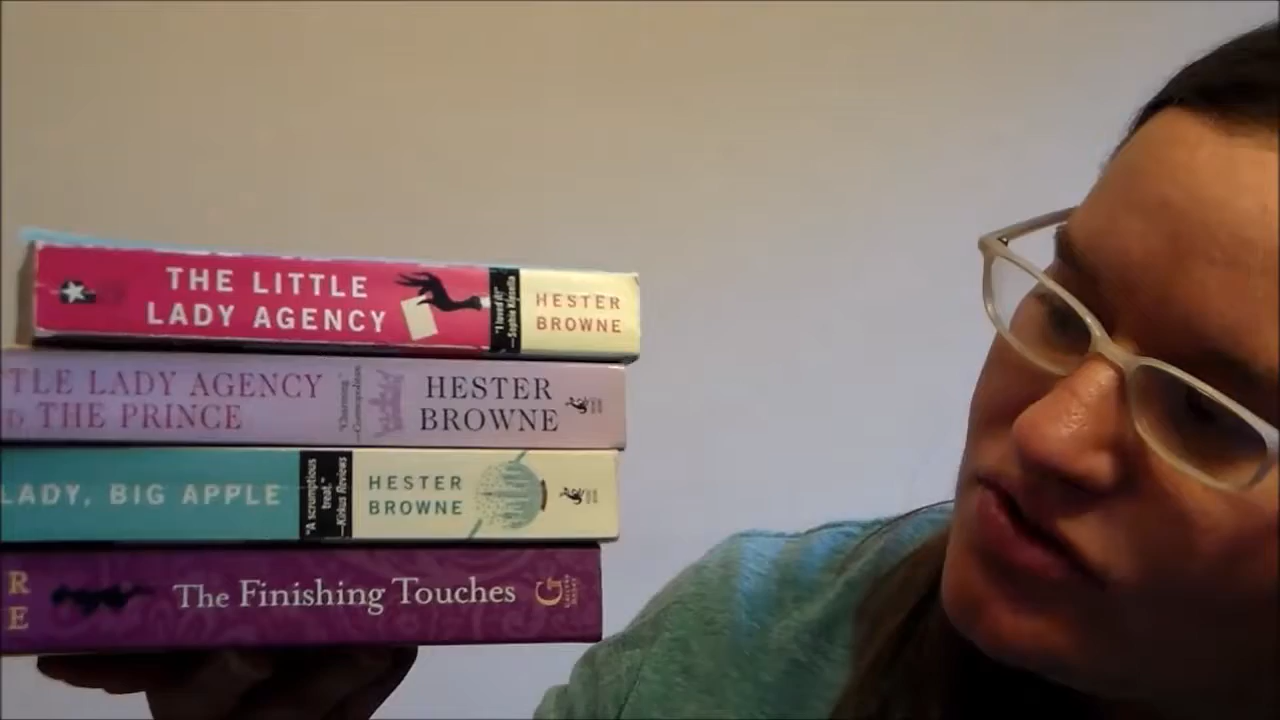 THE LITTLE
LADY AGENCY
"I loved it!"
—Sophie Kinsella
HESTER
BROWNE
TLE LADY AGENCY
D THE PRINCE
"Charming."
—Cosmopolitan
HESTER
BROWNE
LADY, BIG APPLE
"A scrumptious
treat."
—Kirkus Reviews
HESTER
BROWNE
R
E
The Finishing Touches
G